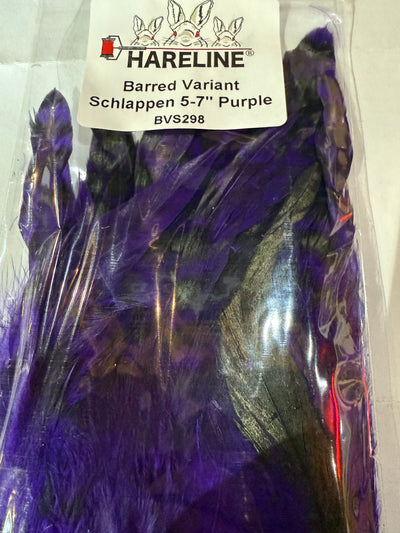 HARELINE®
Barred Variant
Schlappen 5-7" Purple
BVS298